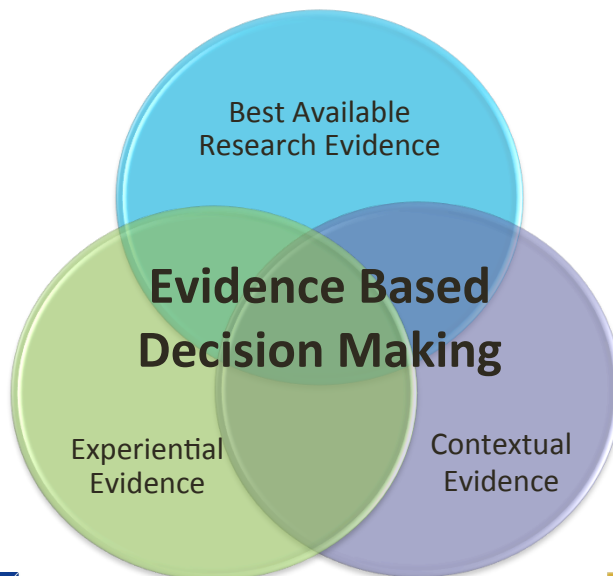 Best Available
Research Evidence
Evidence Based
Decision Making
Experiential
Evidence
Contextual
Evidence